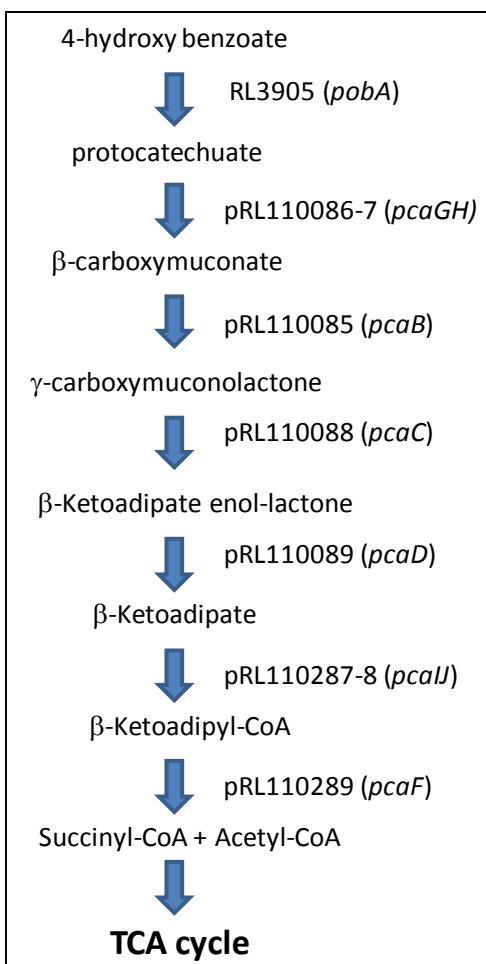 4-hydroxy benzoate
RL3905 (pobA)
protocatechuate
pRL110086-7 (pcaGH)
β-carboxymuconate
pRL110085 (pcaB)
γ-carboxymuconolactone
pRL110088 (pcaC)
β-Ketoadipate enol-lactone
pRL110089 (pcaD)
β-Ketoadipate
pRL110287-8 (pcaIJ)
β-Ketoadipyl-CoA
pRL110289 (pcaF)
Succinyl-CoA + Acetyl-CoA
TCA cycle